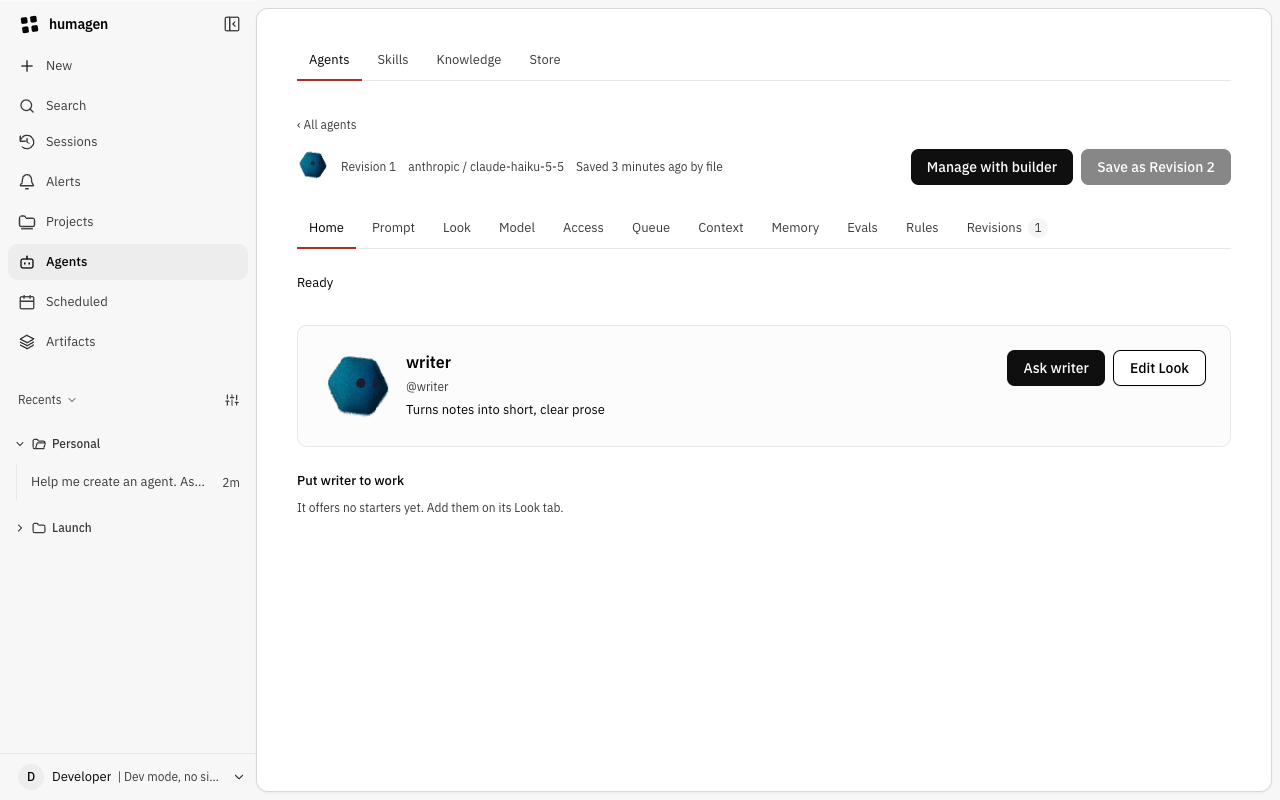 humagen
New
Search
Sessions
Alerts
Projects
Agents
Scheduled
Artifacts
Recents
Personal
Help me create an agent. As... 2m
Launch
D Developer | Dev mode, no si...
Agents Skills Knowledge Store
‹ All agents
Revision 1 anthropic / claude-haiku-5-5 Saved 3 minutes ago by file
Manage with builder Save as Revision 2
Home Prompt Look Model Access Queue Context Memory Evals Rules Revisions 1
Ready
writer
@writer
Turns notes into short, clear prose
Ask writer Edit Look
Put writer to work
It offers no starters yet. Add them on its Look tab.